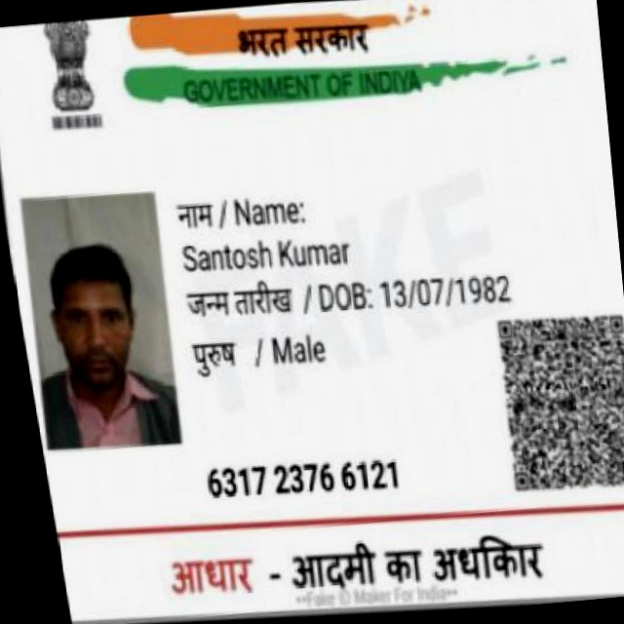 भरत सरकार
GOVERNMENT OF INDIYA
FAKE
नाम / Name:
Santosh Kumar
जन्म तारीख / DOB: 13/07/1982
पुरुष / Male
6317 2376 6121
आधार - आदमी का अधकिार
**Fake ID Maker For India**